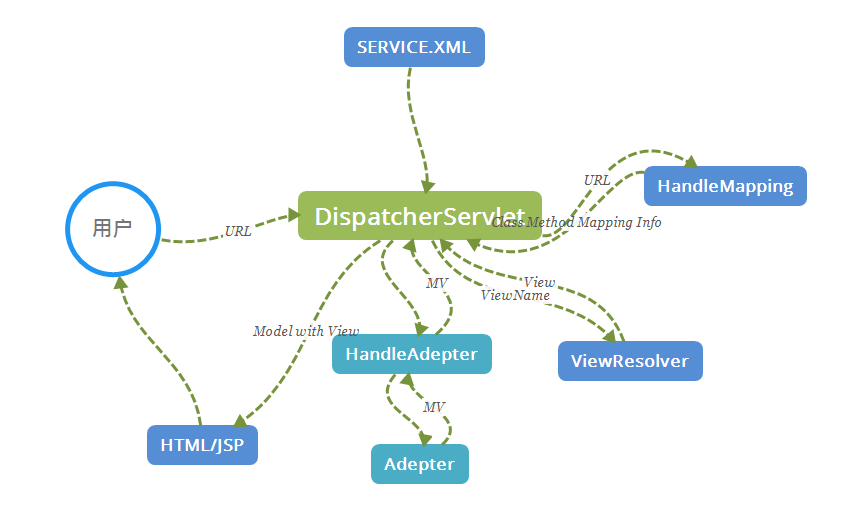 SERVICE.XML
URL
HandleMapping
DispatcherServlet
用户
URL
Class Method Mapping Info
MV
View
ViewName
Model with View
HandleAdepter
ViewResolver
MV
HTML/JSP
Adepter